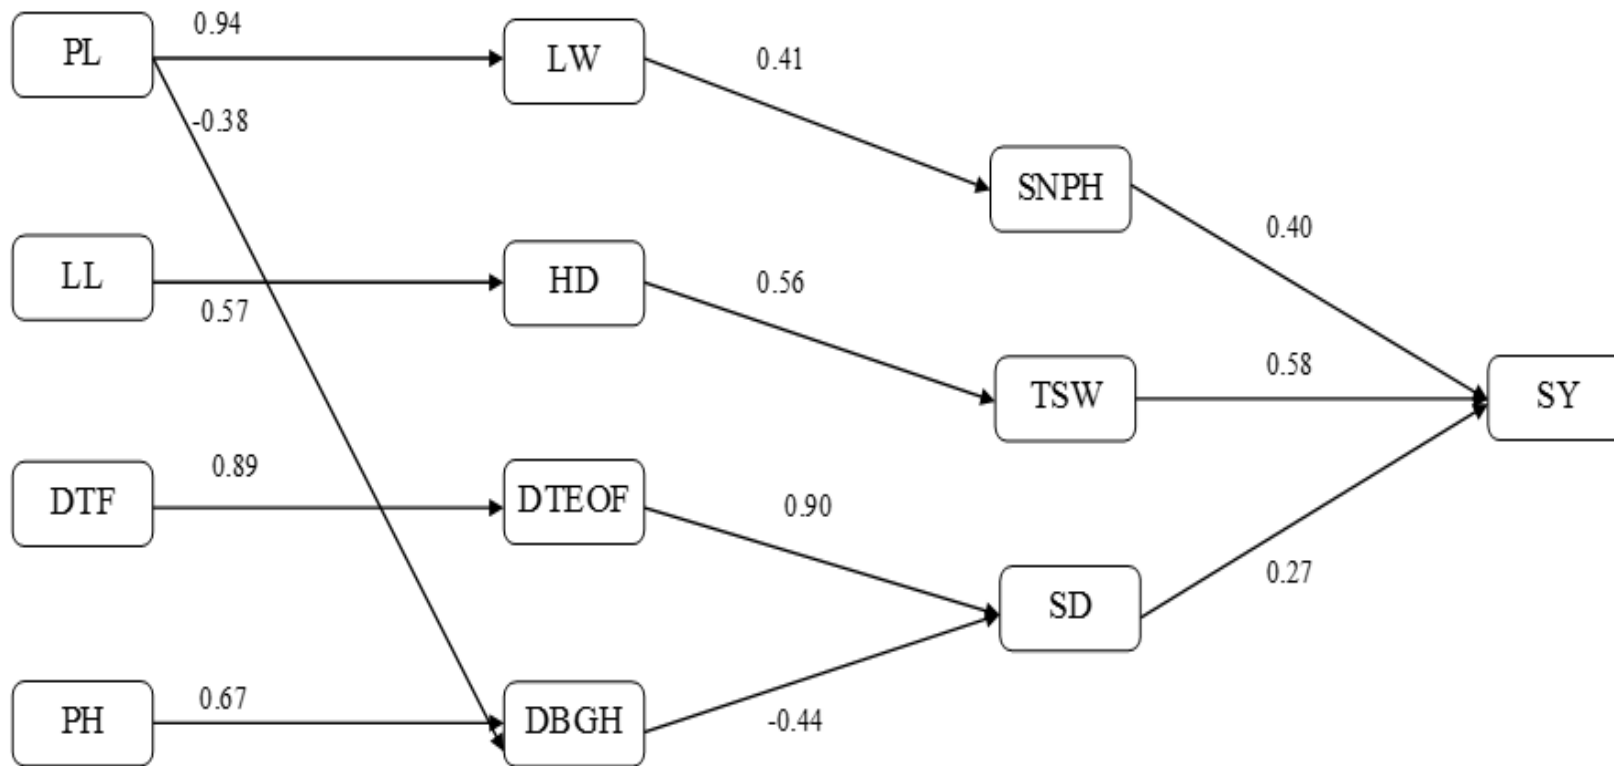 0.94
PL
LW
0.41
-0.38
SNPH
0.40
LL
HD
0.56
0.57
TSW
0.58
SY
0.89
DTF
DTEOF
0.90
0.27
SD
0.67
PH
DBGH
-0.44